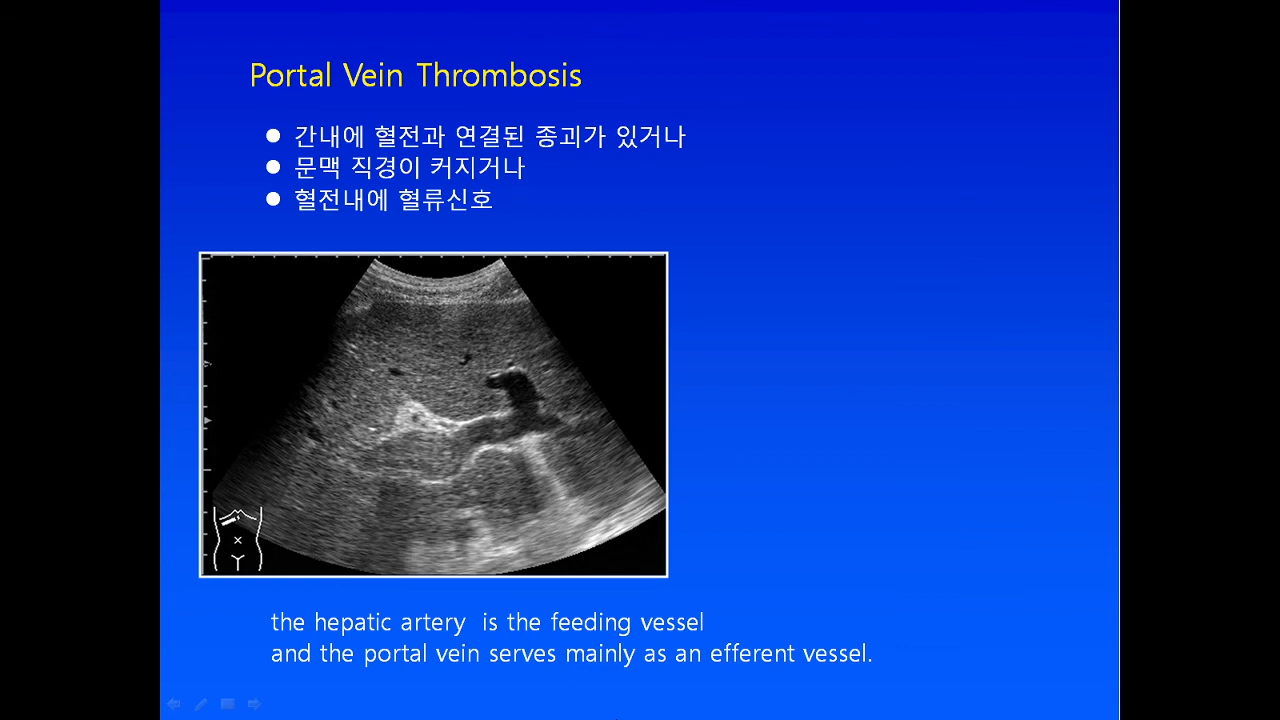 Portal Vein Thrombosis
● 간내에 혈전과 연결된 종괴가 있거나
● 문맥 직경이 커지거나
● 혈전내에 혈류신호
the hepatic artery is the feeding vessel
and the portal vein serves mainly as an efferent vessel.